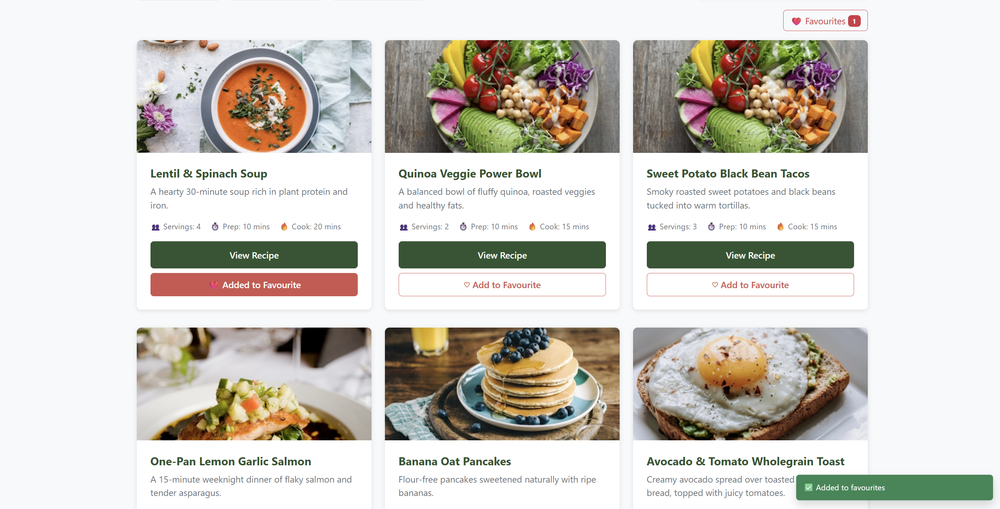 Favourites 1
Lentil & Spinach Soup
A hearty 30-minute soup rich in plant protein and
iron.
Servings: 4 Prep: 10 mins Cook: 20 mins
View Recipe
Added to Favourite
Quinoa Veggie Power Bowl
A balanced bowl of fluffy quinoa, roasted veggies
and healthy fats.
Servings: 2 Prep: 10 mins Cook: 15 mins
View Recipe
♡ Add to Favourite
Sweet Potato Black Bean Tacos
Smoky roasted sweet potatoes and black beans
tucked into warm tortillas.
Servings: 3 Prep: 10 mins Cook: 15 mins
View Recipe
♡ Add to Favourite
One-Pan Lemon Garlic Salmon
A 15-minute weeknight dinner of flaky salmon and
tender asparagus.
Banana Oat Pancakes
Flour-free pancakes sweetened naturally with ripe
bananas.
Avocado & Tomato Wholegrain Toast
Creamy avocado spread over toasted
bread, topped with juicy tomatoes.
Added to favourites